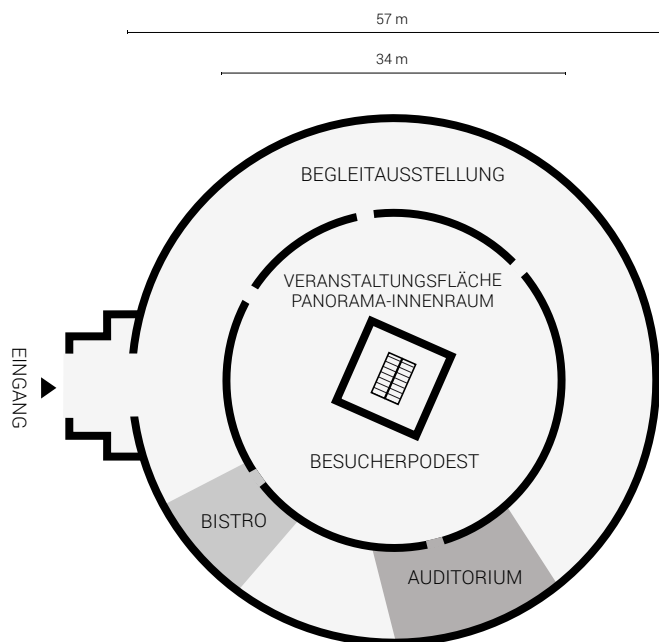 57 m
34 m
BEGLEITAUSSTELLUNG
VERANSTALTUNGSFLÄCHE
PANORAMA-INNENRAUM
EINGANG
BESUCHERPODEST
BISTRO
AUDITORIUM